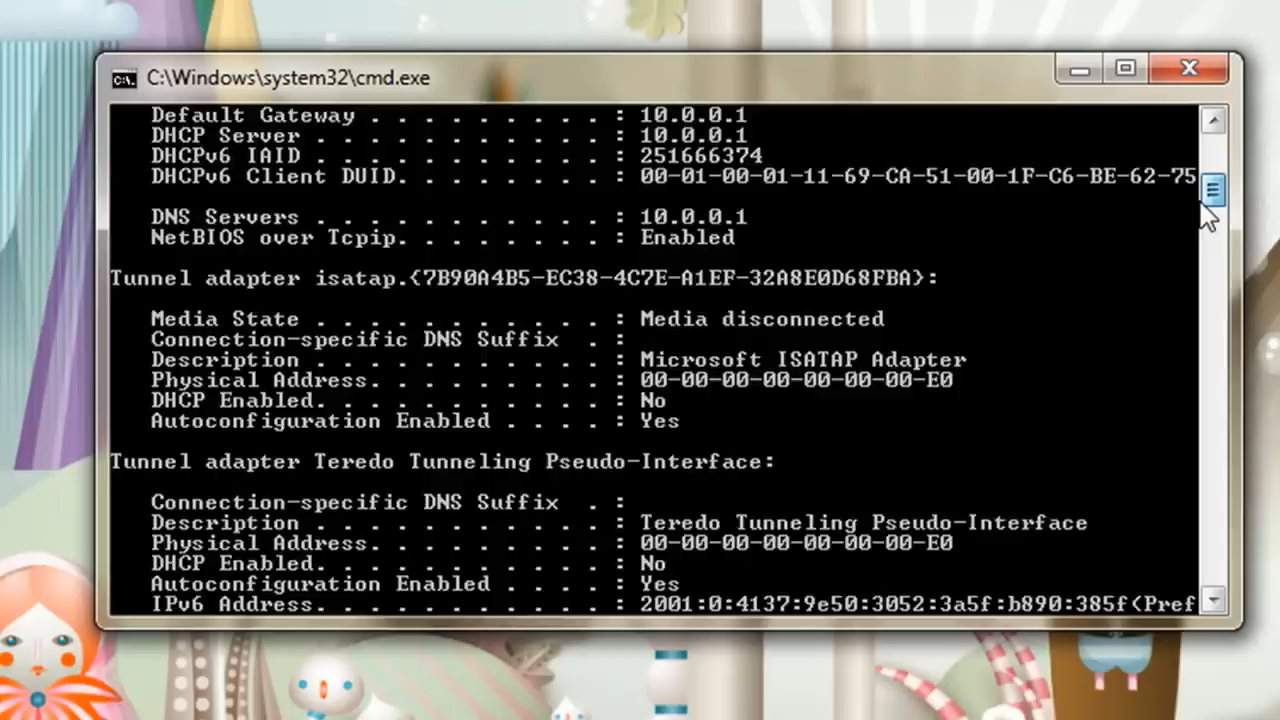 C:\Windows\system32\cmd.exe
Default Gateway . . . . . . . . . : 10.0.0.1
DHCP Server . . . . . . . . . . . : 10.0.0.1
DHCPv6 IAID . . . . . . . . . . . : 251666374
DHCPv6 Client DUID. . . . . . . . : 00-01-00-01-11-69-CA-51-00-1F-C6-BE-62-75
DNS Servers . . . . . . . . . . . : 10.0.0.1
NetBIOS over Tcpip. . . . . . . . : Enabled
Tunnel adapter isatap.{7B90A4B5-EC38-4C7E-A1EF-32A8E0D68FBA}:
Media State . . . . . . . . . . . : Media disconnected
Connection-specific DNS Suffix  . :
Description . . . . . . . . . . . : Microsoft ISATAP Adapter
Physical Address. . . . . . . . . : 00-00-00-00-00-00-00-E0
DHCP Enabled. . . . . . . . . . . : No
Autoconfiguration Enabled . . . . : Yes
Tunnel adapter Teredo Tunneling Pseudo-Interface:
Connection-specific DNS Suffix  . :
Description . . . . . . . . . . . : Teredo Tunneling Pseudo-Interface
Physical Address. . . . . . . . . : 00-00-00-00-00-00-00-E0
DHCP Enabled. . . . . . . . . . . : No
Autoconfiguration Enabled . . . . : Yes
IPv6 Address. . . . . . . . . . . : 2001:0:4137:9e50:3052:3a5f:b890:385f(Pref